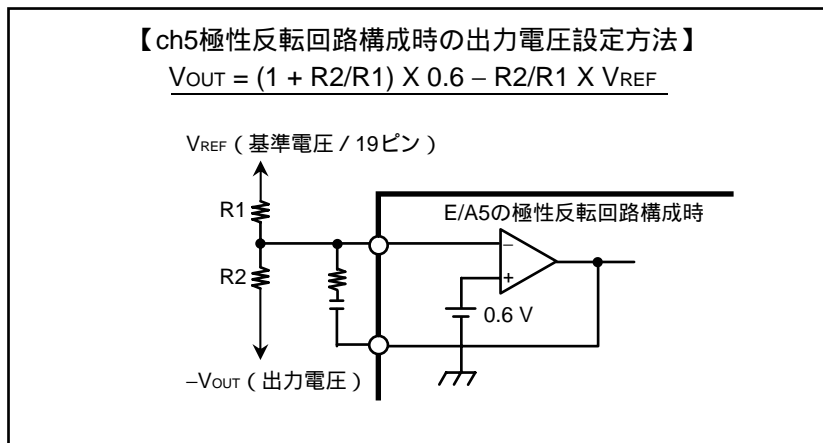 【ch5極性反転回路構成時の出力電圧設定方法】
VOUT = (1 + R2/R1) X 0.6 – R2/R1 X VREF
VREF（基準電圧 / 19ピン）
R1
E/A5の極性反転回路構成時
–
R2
+
0.6 V
–VOUT（出力電圧）